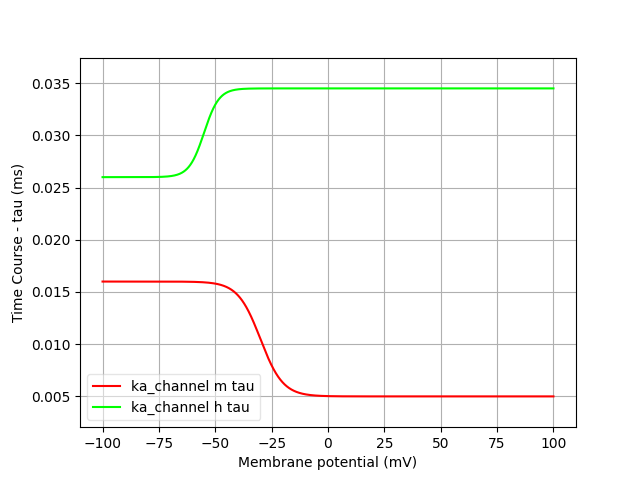 0.035
0.030
0.025
0.020
0.015
0.010
0.005
Time Course - tau (ms)
ka_channel m tau
ka_channel h tau
−100 −75 −50 −25 0 25 50 75 100
Membrane potential (mV)